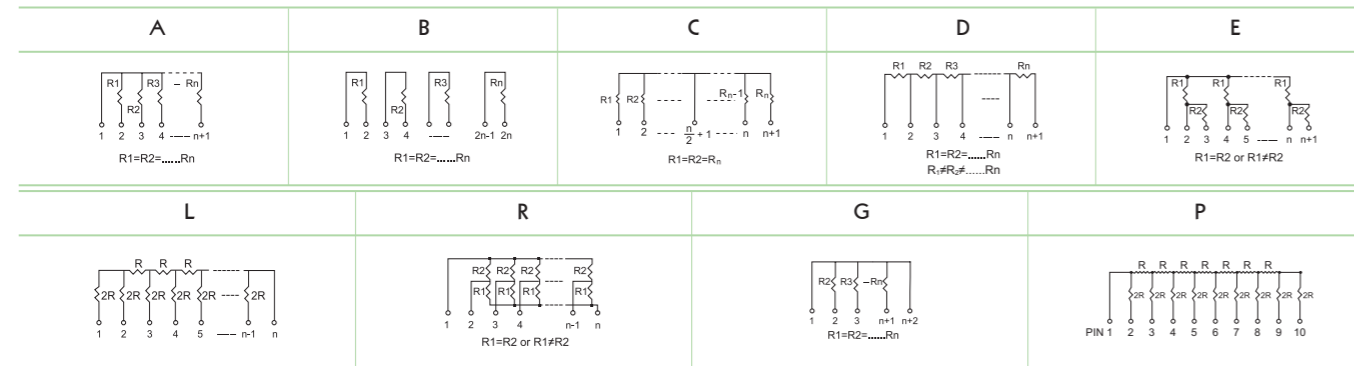 A B C D E
R1 R2 R3 – Rn
1 2 3 4 ---- n+1
R1=R2=......Rn
R1 R2 R3 Rn
1 2 3 4 ---- 2n-1 2n
R1=R2=......Rn
R1 R2 Rn-1 Rn
1 2 ---- n/2 + 1 ---- n n+1
R1=R2=Rn
R1 R2 R3 Rn
1 2 3 4 ---- n n+1
R1=R2=......Rn
R1≠R2≠......Rn
R1 R1 R1
R2 R2 R2
1 2 3 4 5 ---- n n+1
R1=R2 or R1≠R2
L R G P
R R R
2R 2R 2R 2R 2R ---- 2R
1 2 3 4 5 ---- n-1 n
R2 R2 R2 R2
R1 R1 R1 R1
1 2 3 4 n-1 n
R1=R2 or R1≠R2
R2 R3 –Rn
1 2 3 n+1 n+2
R1=R2=......Rn
R R R R R R R
2R 2R 2R 2R 2R 2R 2R 2R 2R
PIN 1 2 3 4 5 6 7 8 9 10